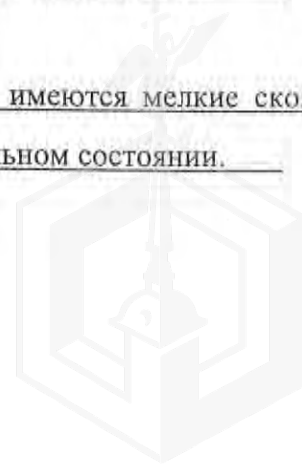 имеются мелкие ско
ьном состоянии.